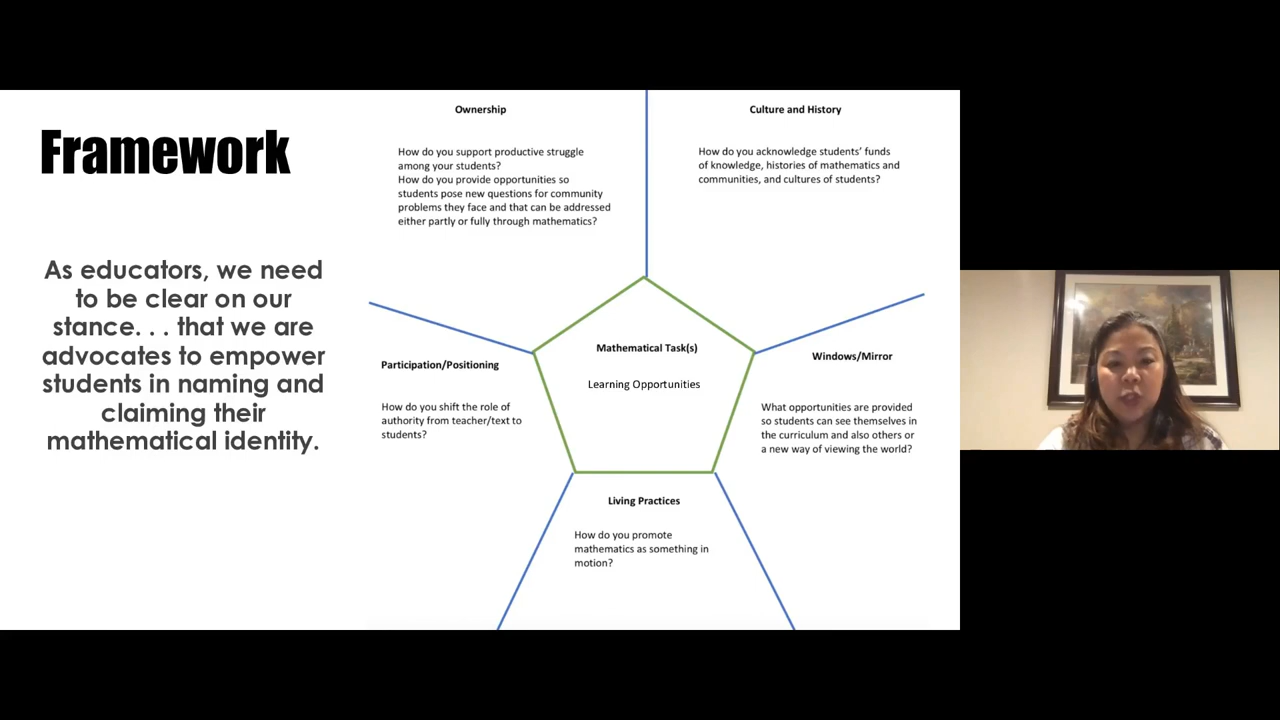 Framework
As educators, we need
to be clear on our
stance. . . that we are
advocates to empower
students in naming and
claiming their
mathematical identity.
Ownership
How do you support productive struggle
among your students?
How do you provide opportunities so
students pose new questions for community
problems they face and that can be addressed
either partly or fully through mathematics?
Culture and History
How do you acknowledge students’ funds
of knowledge, histories of mathematics and
communities, and cultures of students?
Participation/Positioning
How do you shift the role of
authority from teacher/text to
students?
Mathematical Task(s)
Learning Opportunities
Windows/Mirror
What opportunities are provided
so students can see themselves in
the curriculum and also others or
a new way of viewing the world?
Living Practices
How do you promote
mathematics as something in
motion?